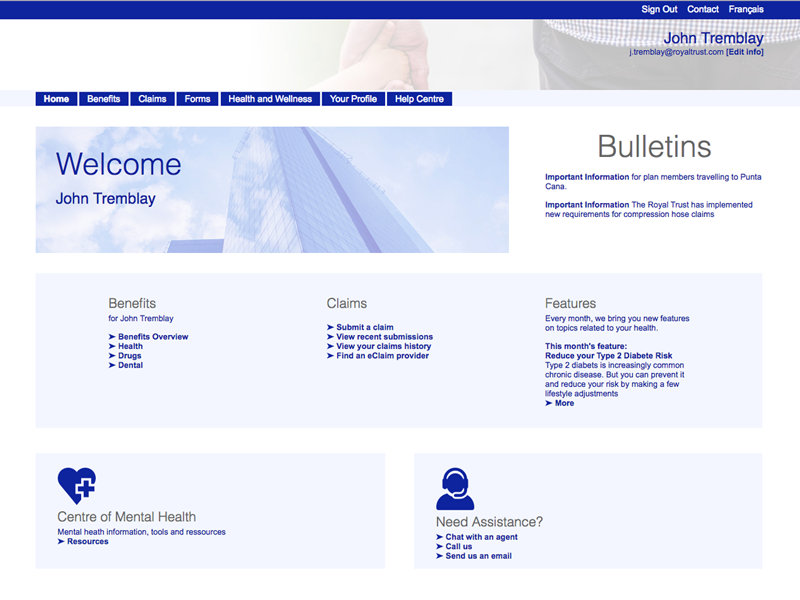 Sign Out Contact Français
John Tremblay
j.tremblay@royaltrust.com [Edit info]
Home Benefits Claims Forms Health and Wellness Your Profile Help Centre
Welcome
John Tremblay
Bulletins
Important Information for plan members travelling to Punta
Cana.
Important Information The Royal Trust has implemented
new requirements for compression hose claims
Benefits
for John Tremblay
➤ Benefits Overview
➤ Health
➤ Drugs
➤ Dental
Claims
➤ Submit a claim
➤ View recent submissions
➤ View your claims history
➤ Find an eClaim provider
Features
Every month, we bring you new features
on topics related to your health.
This month's feature:
Reduce your Type 2 Diabete Risk
Type 2 diabets is increasingly common
chronic disease. But you can prevent it
and reduce your risk by making a few
lifestyle adjustments
➤ More
Centre of Mental Health
Mental heath information, tools and ressources
➤ Resources
Need Assistance?
➤ Chat with an agent
➤ Call us
➤ Send us an email